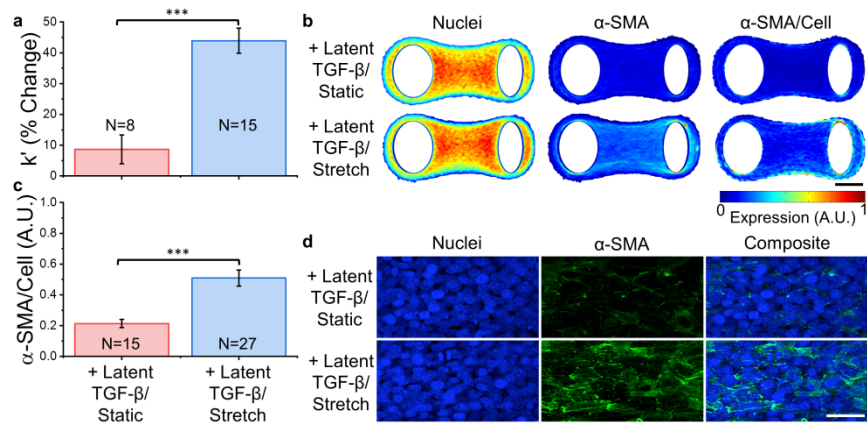 a
***
k' (% Change)
50
40
30
20
10
0
N=8
N=15
c
***
α-SMA/Cell (A.U.)
1.0
0.8
0.6
0.4
0.2
0.0
N=15
N=27
+ Latent
TGF-β/
Static
+ Latent
TGF-β/
Stretch
b
Nuclei
α-SMA
α-SMA/Cell
+ Latent
TGF-β/
Static
+ Latent
TGF-β/
Stretch
0
1
Expression (A.U.)
d
Nuclei
α-SMA
Composite
+ Latent
TGF-β/
Static
+ Latent
TGF-β/
Stretch